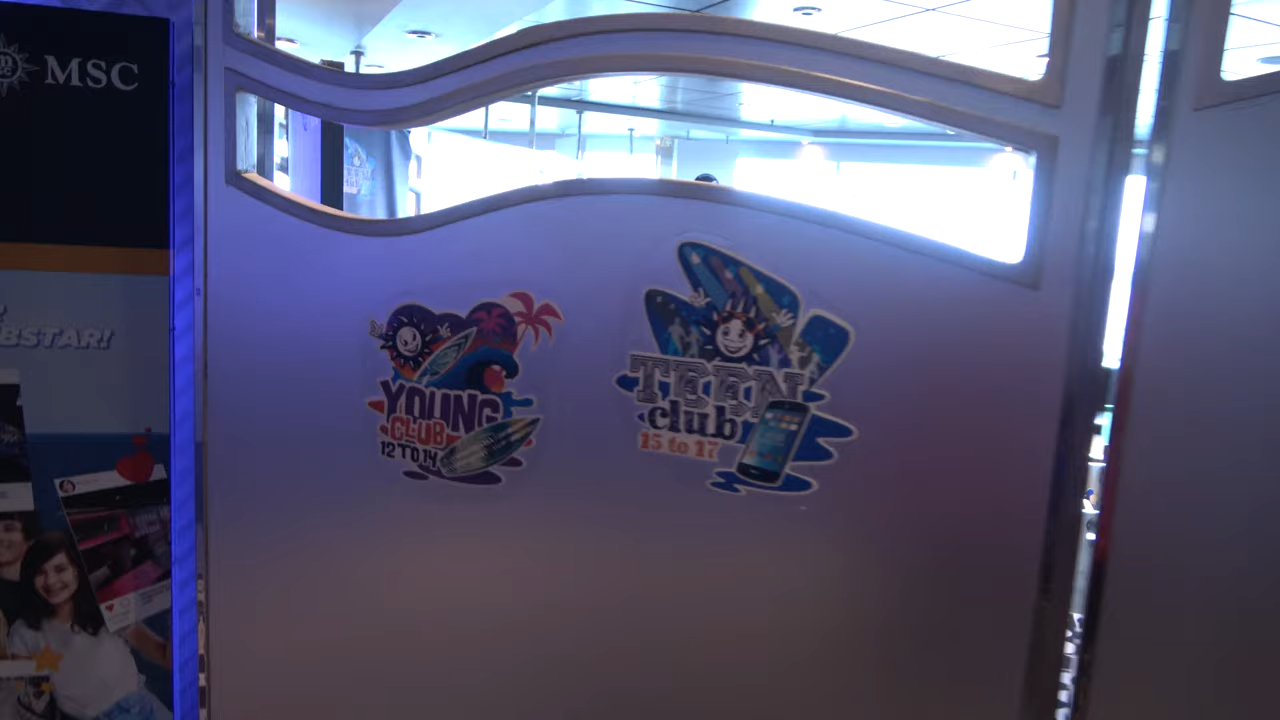 MSC
BSTAR!
YOUNG
CLUB
12 TO 14
TEEN
club
15 to 17